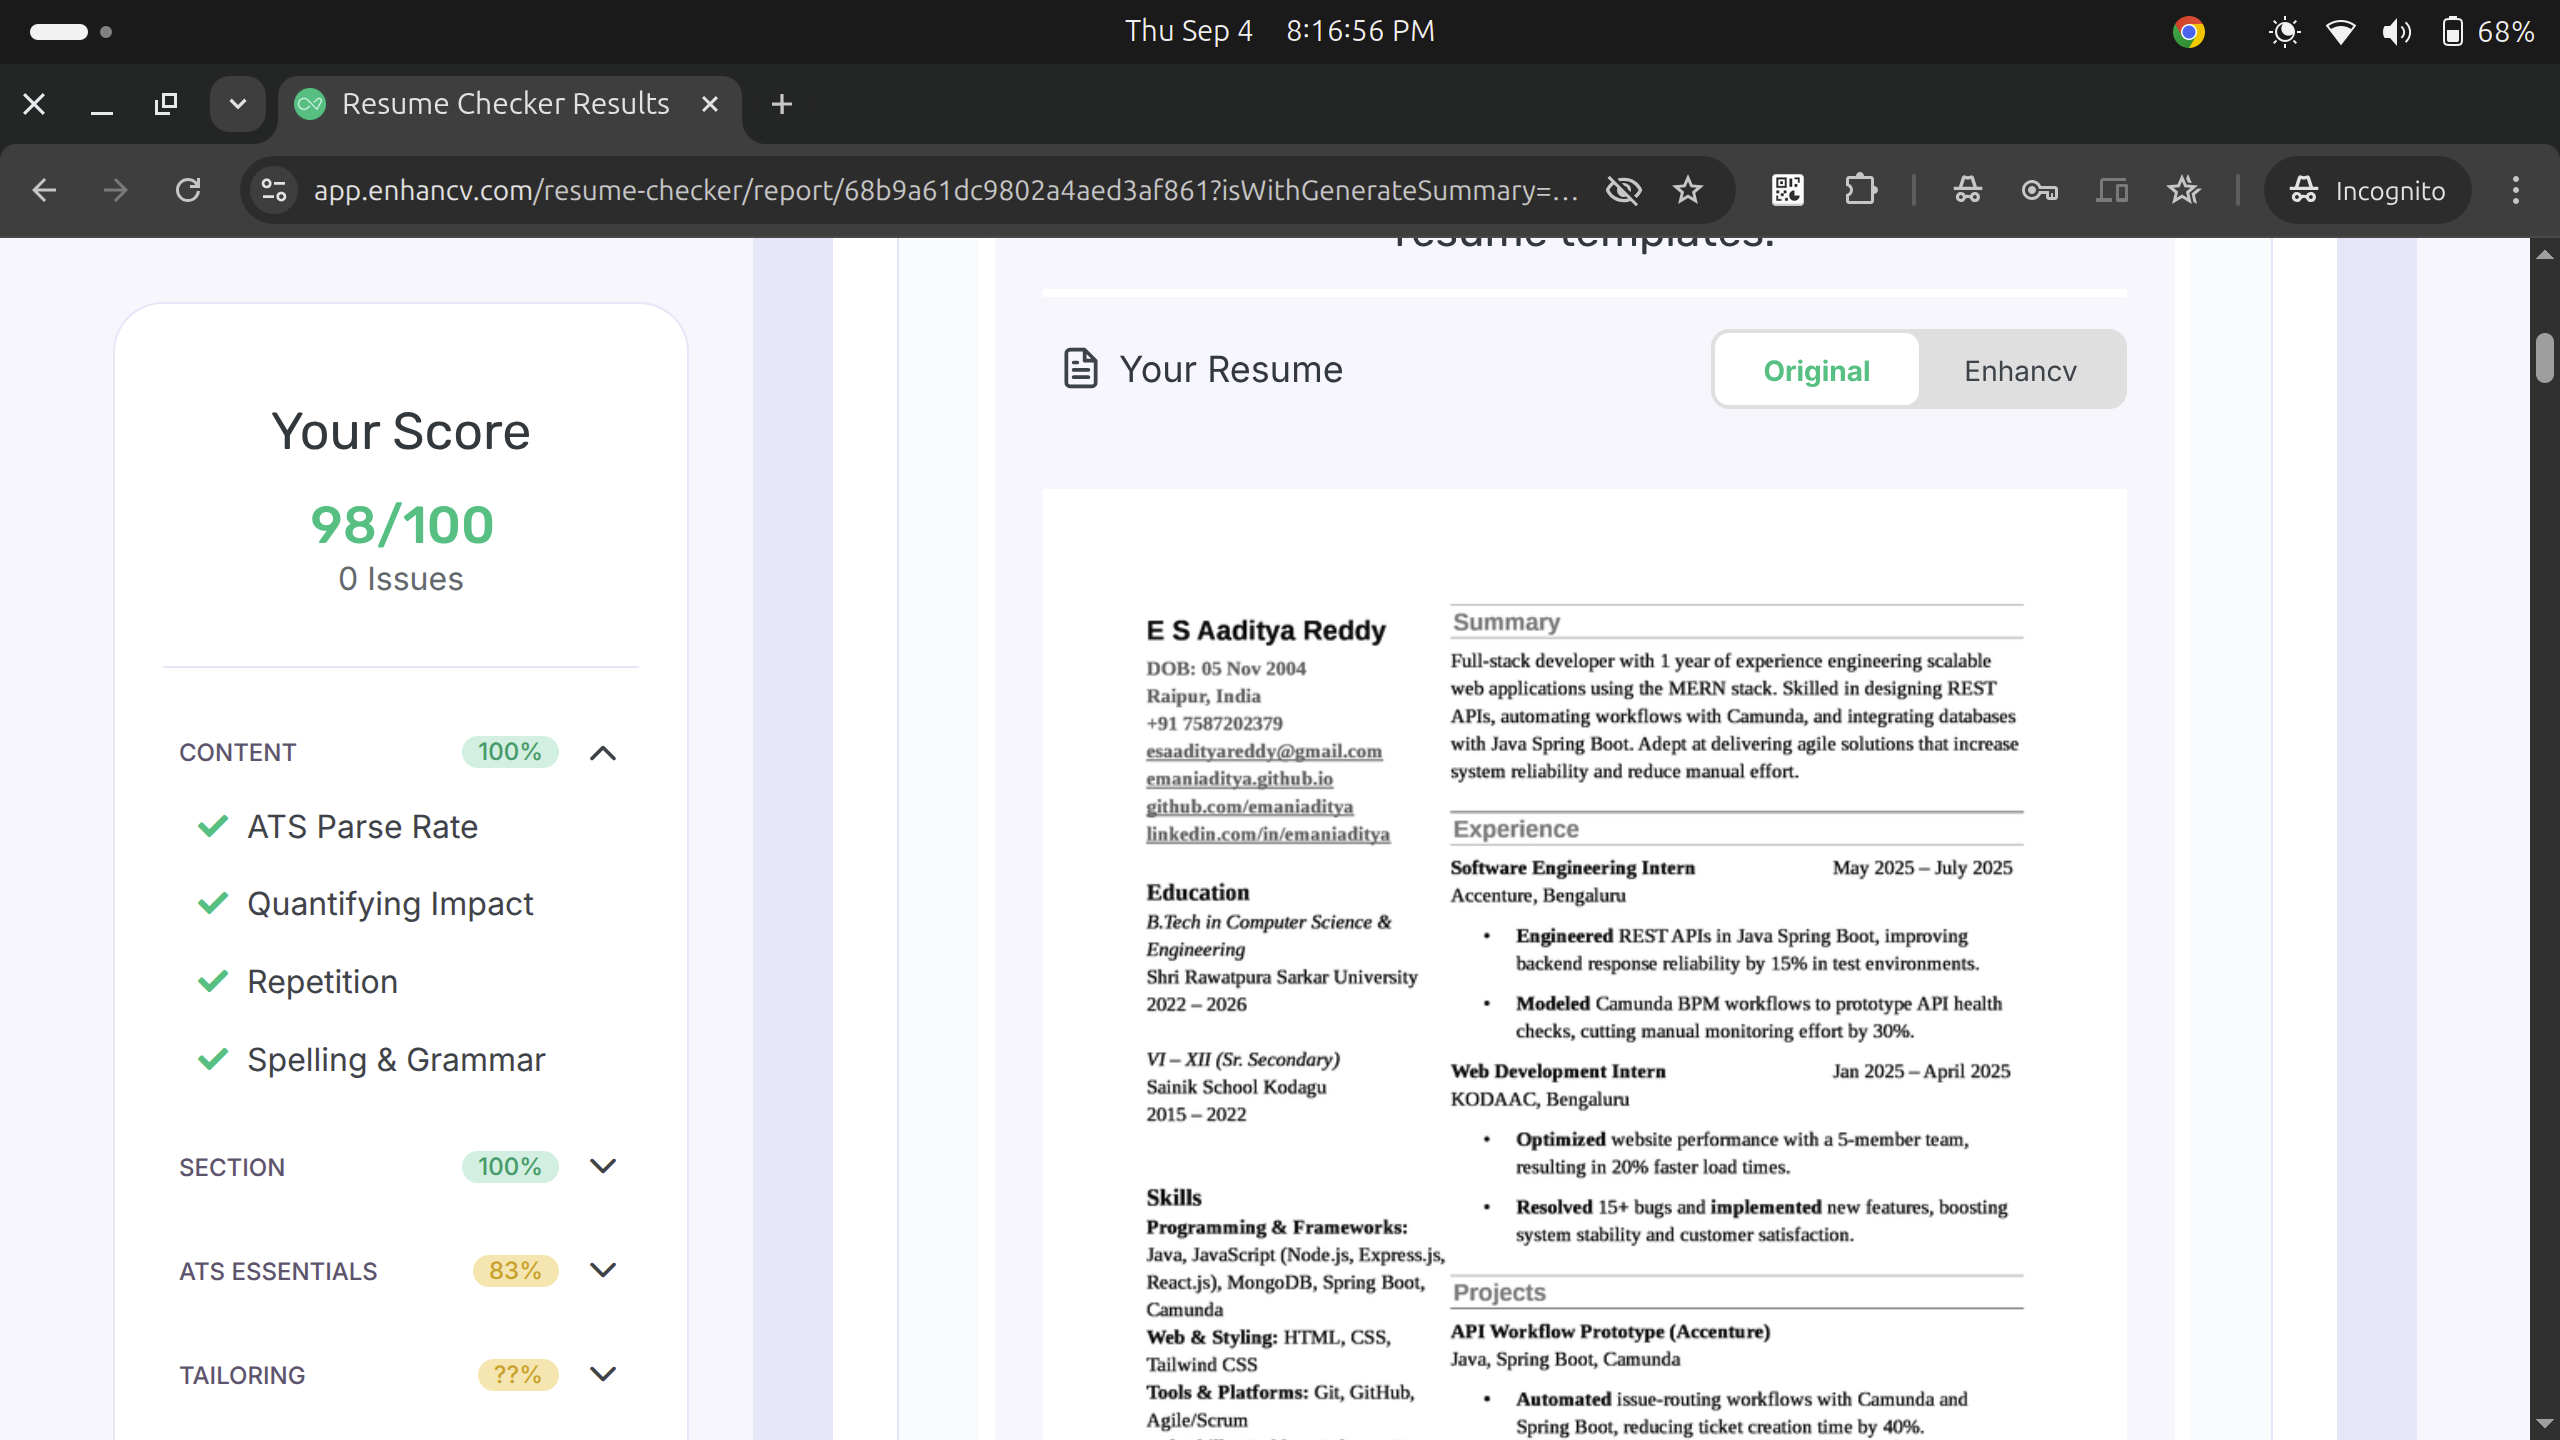 Thu Sep 4 8:16:56 PM
68%
Resume Checker Results
app.enhancv.com/resume-checker/report/68b9a61dc9802a4aed3af861?isWithGenerateSummary=...
Incognito
resume templates.
Your Score
98/100
0 Issues
CONTENT 100%
ATS Parse Rate
Quantifying Impact
Repetition
Spelling & Grammar
SECTION 100%
ATS ESSENTIALS 83%
TAILORING ??%
Your Resume
Original
Enhancv
E S Aaditya Reddy
DOB: 05 Nov 2004
Raipur, India
+91 7587202379
esaadityareddy@gmail.com
emaniaditya.github.io
github.com/emaniaditya
linkedin.com/in/emaniaditya
Education
B.Tech in Computer Science &
Engineering
Shri Rawatpura Sarkar University
2022 – 2026
VI – XII (Sr. Secondary)
Sainik School Kodagu
2015 – 2022
Skills
Programming & Frameworks:
Java, JavaScript (Node.js, Express.js,
React.js), MongoDB, Spring Boot,
Camunda
Web & Styling: HTML, CSS,
Tailwind CSS
Tools & Platforms: Git, GitHub,
Agile/Scrum
Summary
Full-stack developer with 1 year of experience engineering scalable
web applications using the MERN stack. Skilled in designing REST
APIs, automating workflows with Camunda, and integrating databases
with Java Spring Boot. Adept at delivering agile solutions that increase
system reliability and reduce manual effort.
Experience
Software Engineering Intern May 2025 – July 2025
Accenture, Bengaluru
• Engineered REST APIs in Java Spring Boot, improving
backend response reliability by 15% in test environments.
• Modeled Camunda BPM workflows to prototype API health
checks, cutting manual monitoring effort by 30%.
Web Development Intern Jan 2025 – April 2025
KODAAC, Bengaluru
• Optimized website performance with a 5-member team,
resulting in 20% faster load times.
• Resolved 15+ bugs and implemented new features, boosting
system stability and customer satisfaction.
Projects
API Workflow Prototype (Accenture)
Java, Spring Boot, Camunda
• Automated issue-routing workflows with Camunda and
Spring Boot, reducing ticket creation time by 40%.